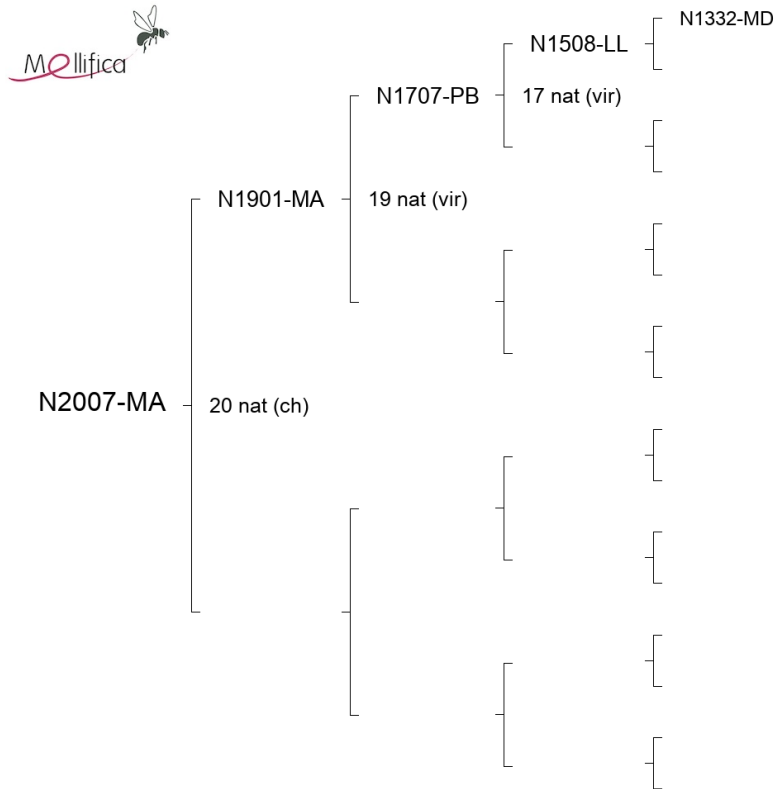 Mellifica
N1332-MD
N1508-LL
N1707-PB
17 nat (vir)
N1901-MA
19 nat (vir)
N2007-MA
20 nat (ch)